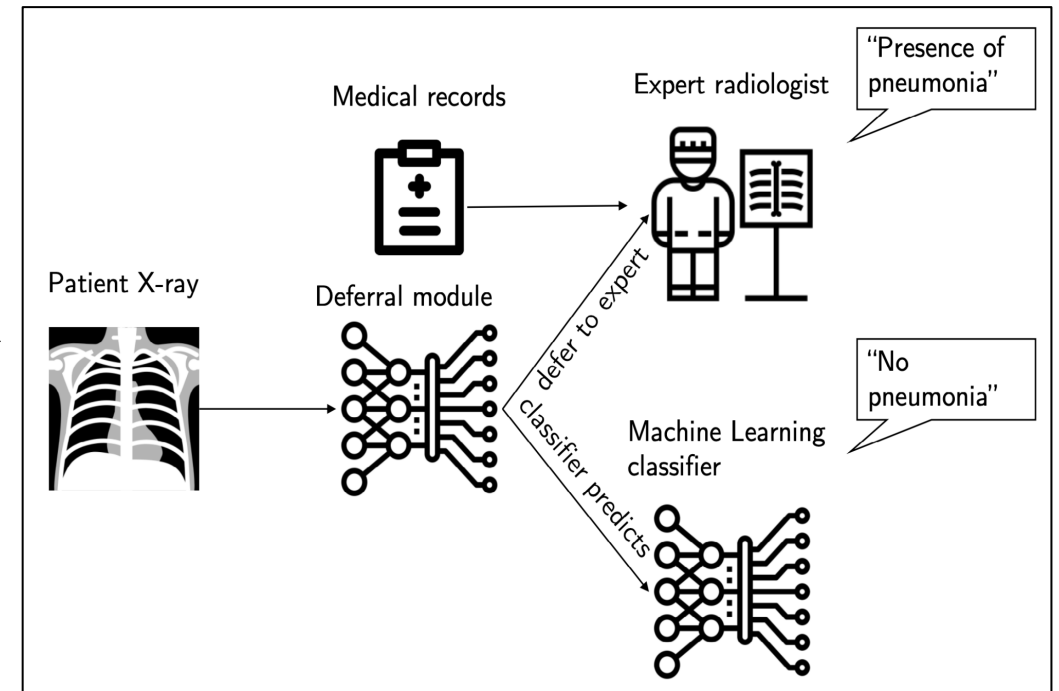 “Presence of
pneumonia”
Medical records
Expert radiologist
Patient X-ray
Deferral module
defer to expert
classifier predicts
“No
pneumonia”
Machine Learning
classifier